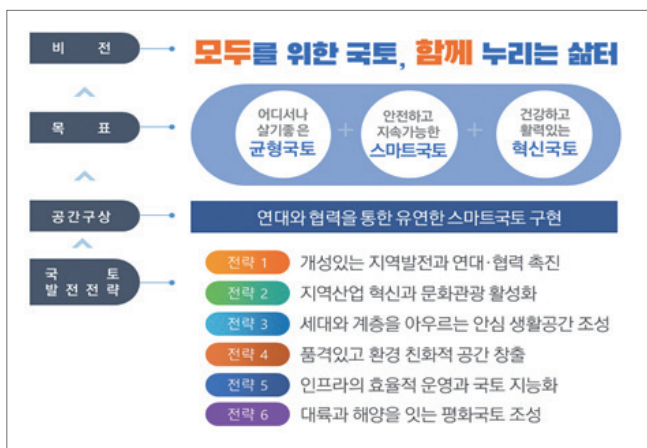 비 전
모두를 위한 국토, 함께 누리는 삶터
목 표
어디서나
살기좋은
균형국토
+
안전하고
지속가능한
스마트국토
+
건강하고
활력있는
혁신국토
공간구상
연대와 협력을 통한 유연한 스마트국토 구현
국 토
발전전략
전략 1 개성있는 지역발전과 연대·협력 촉진
전략 2 지역산업 혁신과 문화관광 활성화
전략 3 세대와 계층을 아우르는 안심 생활공간 조성
전략 4 품격있고 환경 친화적 공간 창출
전략 5 인프라의 효율적 운영과 국토 지능화
전략 6 대륙과 해양을 잇는 평화국토 조성